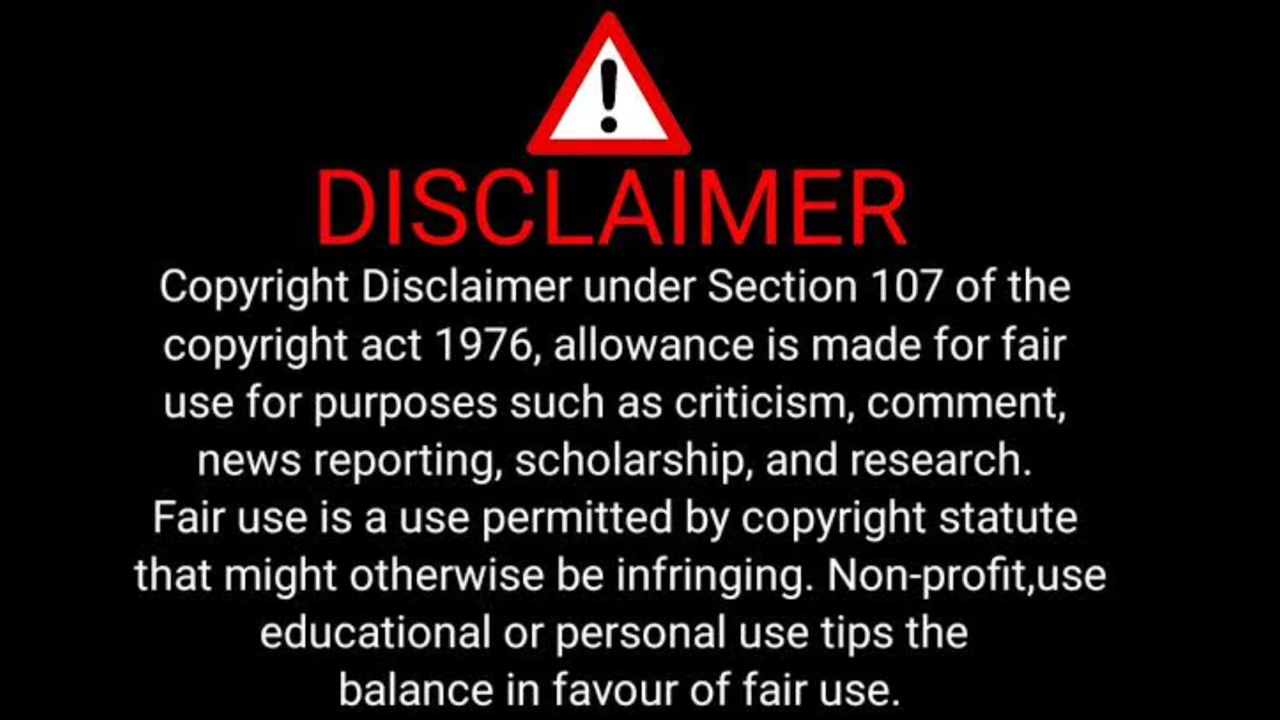 DISCLAIMER
Copyright Disclaimer under Section 107 of the
copyright act 1976, allowance is made for fair
use for purposes such as criticism, comment,
news reporting, scholarship, and research.
Fair use is a use permitted by copyright statute
that might otherwise be infringing. Non-profit,use
educational or personal use tips the
balance in favour of fair use.